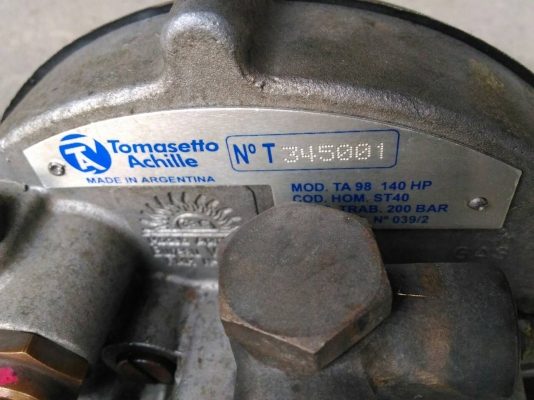 Tomasetto
Achille
MADE IN ARGENTINA
Nº T 345001
MOD. TA 98 140 HP
COD. HOM. ST40
TRAB. 200 BAR
Nº 039/2